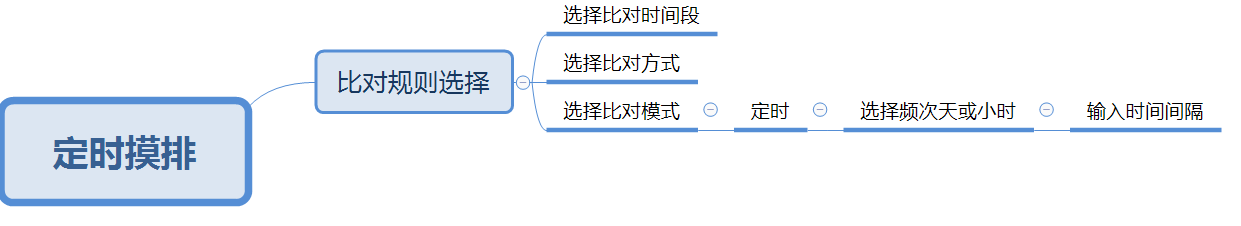 定时摸排
比对规则选择
选择比对时间段
选择比对方式
选择比对模式
定时
选择频次天或小时
输入时间间隔